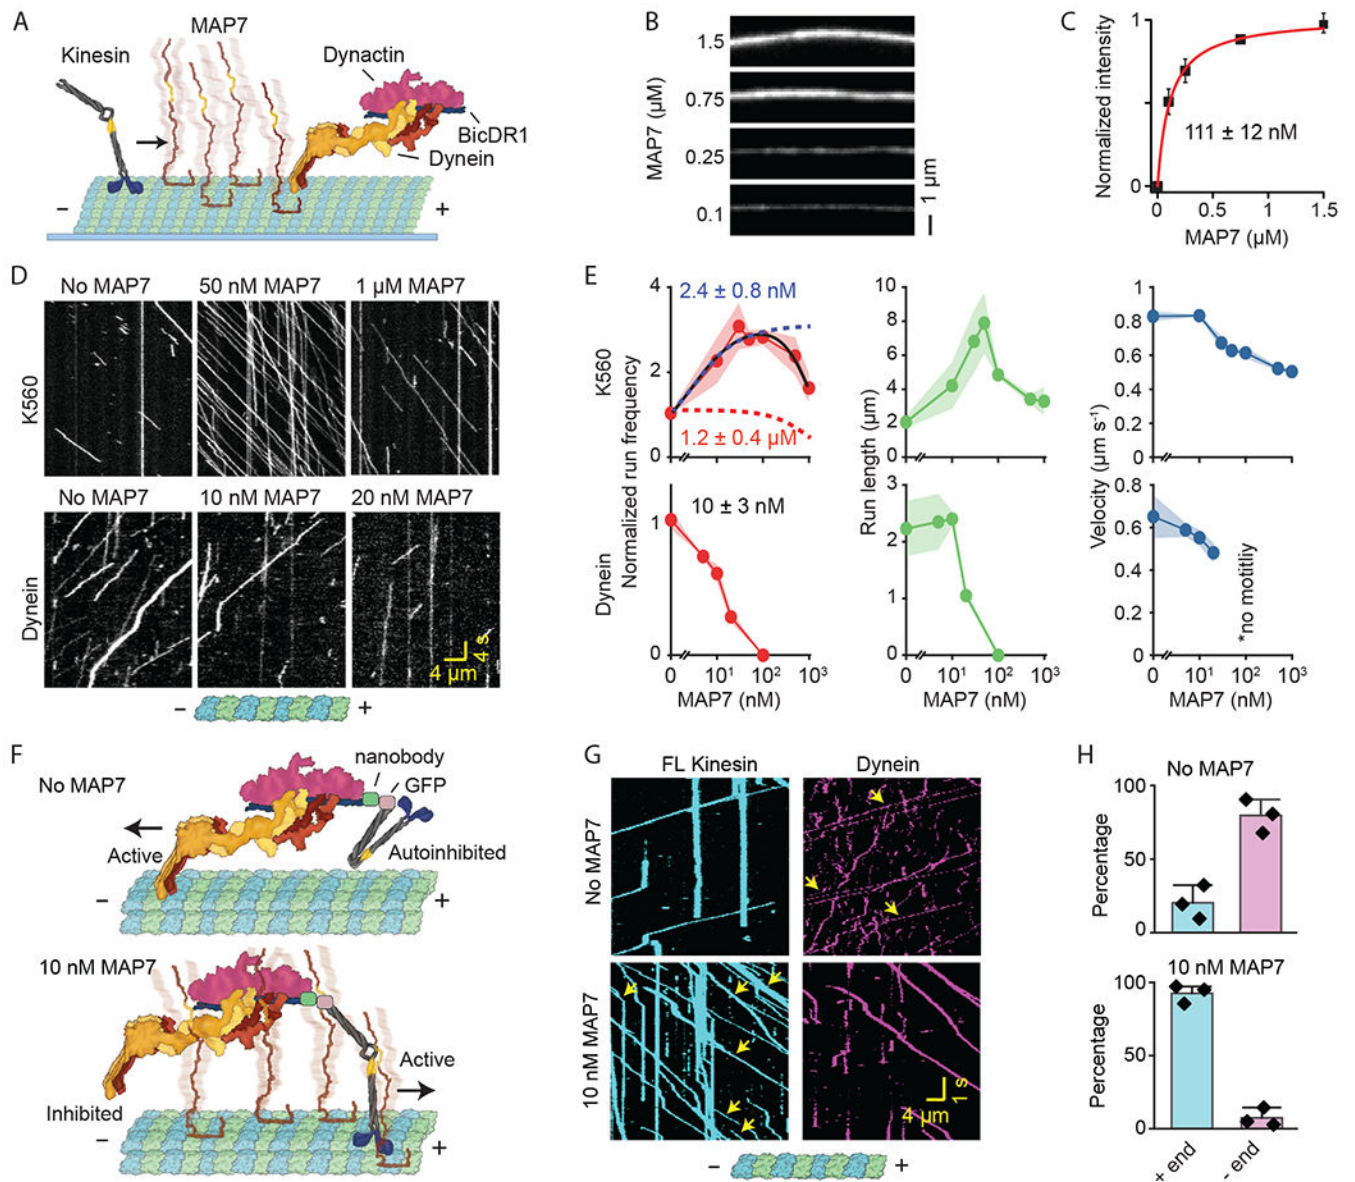 A
MAP7
Kinesin
Dynactin
BicDR1
Dynein
−
+
B
MAP7 (µM)
1.5
0.75
0.25
0.1
1 µm
C
Normalized intensity
1
0
111 ± 12 nM
0
0.5
1
1.5
MAP7 (µM)
D
No MAP7
50 nM MAP7
1 µM MAP7
K560
No MAP7
10 nM MAP7
20 nM MAP7
Dynein
4 µm
4 s
−
+
E
K560
Dynein
Normalized run frequency
4
2
0
2.4 ± 0.8 nM
1.2 ± 0.4 µM
1
0
10 ± 3 nM
0
10¹
10²
10³
MAP7 (nM)
Run length (µm)
10
8
6
4
2
0
3
2
1
0
0
10¹
10²
10³
MAP7 (nM)
Velocity (µm s⁻¹)
1
0.8
0.6
0.4
0.2
0
0.8
0.6
0.4
0.2
0
*no motitliy
0
10¹
10²
10³
MAP7 (nM)
F
No MAP7
nanobody
GFP
Active
Autoinhibited
−
+
10 nM MAP7
Active
Inhibited
−
+
G
FL Kinesin
Dynein
No MAP7
10 nM MAP7
4 µm
1 s
−
+
H
No MAP7
Percentage
100
50
0
10 nM MAP7
Percentage
100
50
0
+ end
- end